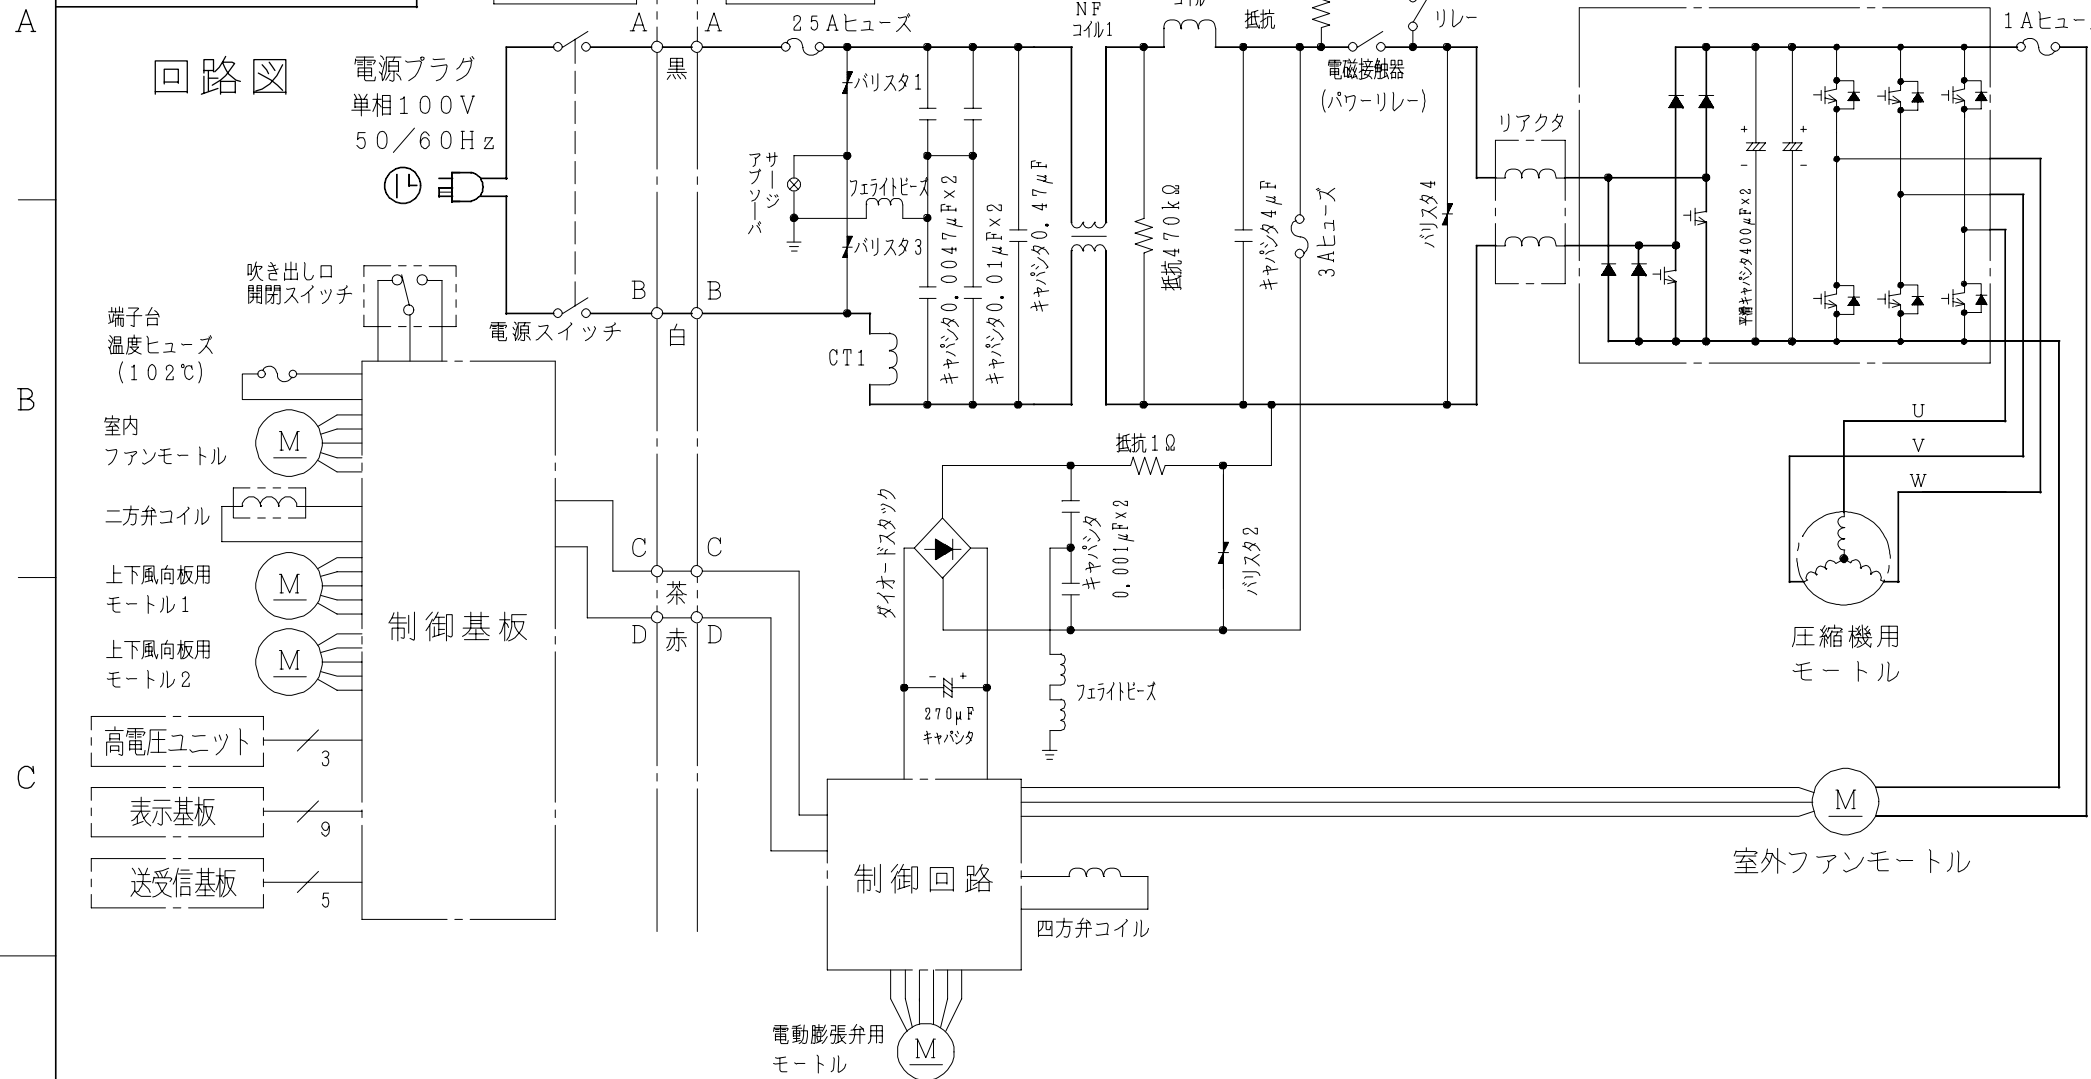 A
回路図
電源プラグ
単相100V
50/60Hz
A
A
黒
25Aヒューズ
NF
コイル1
コイル
抵抗
リレー
電磁接触器
(パワーリレー)
1Aヒュー
バリスタ1
サージ
アブソーバ
フェライトビーズ
バリスタ3
キャパシタ0.0047μF×2
キャパシタ0.01μF×2
キャパシタ0.47μF
抵抗470kΩ
キャパシタ4μF
3Aヒューズ
バリスタ4
リアクタ
平滑キャパシタ400μF×2
+
-
+
-
吹き出し口
開閉スイッチ
電源スイッチ
B
B
白
CT1
端子台
温度ヒューズ
(102℃)
B
室内
ファンモートル
M
二方弁コイル
上下風向板用
モートル1
M
上下風向板用
モートル2
M
制御基板
C
C
茶
D
D
赤
抵抗1Ω
ダイオードスタック
キャパシタ
0.001μF×2
バリスタ2
フェライトビーズ
-
+
270μF
キャパシタ
U
V
W
圧縮機用
モートル
C
高電圧ユニット
3
表示基板
9
送受信基板
5
制御回路
四方弁コイル
M
室外ファンモートル
電動膨張弁用
モートル
M